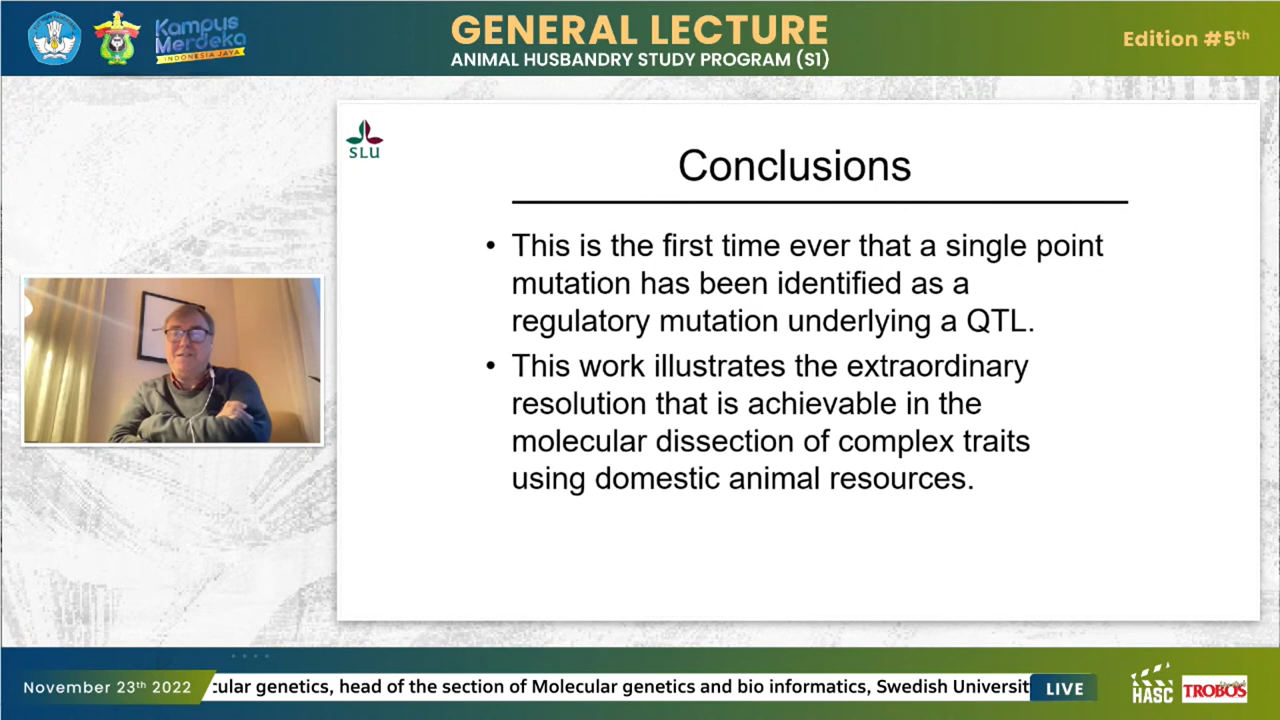 Kampus
Merdeka
INDONESIA JAYA
GENERAL LECTURE
ANIMAL HUSBANDRY STUDY PROGRAM (S1)
Edition #5th
SLU
Conclusions
• This is the first time ever that a single point
mutation has been identified as a
regulatory mutation underlying a QTL.
• This work illustrates the extraordinary
resolution that is achievable in the
molecular dissection of complex traits
using domestic animal resources.
November 23th 2022
cular genetics, head of the section of Molecular genetics and bio informatics, Swedish Universit
LIVE
HASC
TROBOS